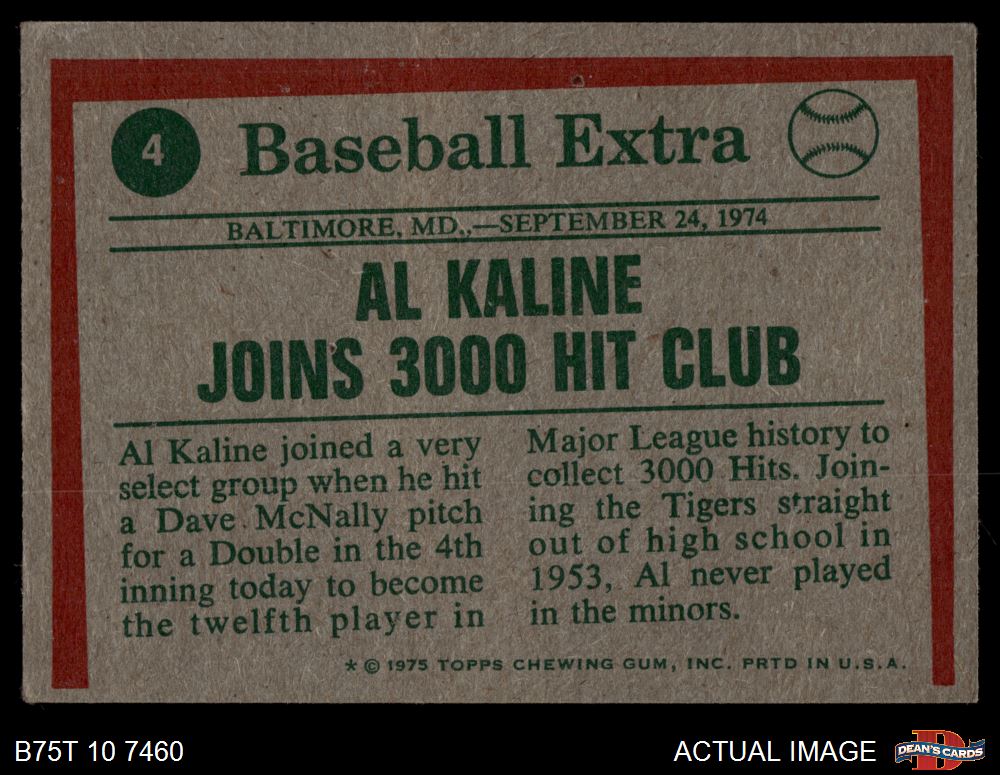 4
Baseball Extra
BALTIMORE, MD.,—SEPTEMBER 24, 1974
AL KALINE
JOINS 3000 HIT CLUB
Al Kaline joined a very
select group when he hit
a Dave McNally pitch
for a Double in the 4th
inning today to become
the twelfth player in
Major League history to
collect 3000 Hits. Join-
ing the Tigers straight
out of high school in
1953, Al never played
in the minors.
* © 1975 TOPPS CHEWING GUM, INC. PRTD IN U.S.A.
B75T 10 7460
ACTUAL IMAGE
D
DEAN'S CARDS